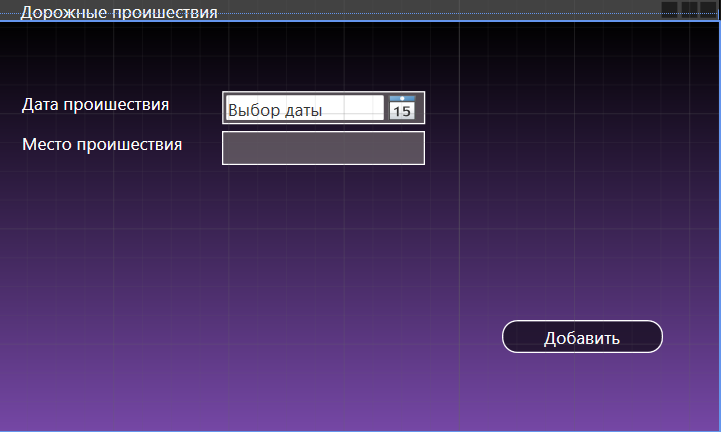 Дорожные проишествия
Дата проишествия
Выбор даты
15
Место проишествия
Добавить